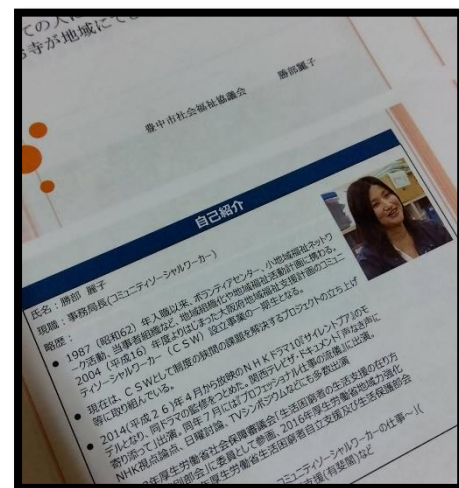 ての人に
お寺が地域にでき
豊中市社会福祉協議会　勝部麗子
自己紹介
氏名：勝部　麗子
現職：事務局長(コミュニティソーシャルワーカー)
略歴：
● 1987（昭和62）年入職以来、ボランティアセンター、小地域福祉ネットワ
ーク活動、当事者組織など、地域組織化や地域福祉活動計画に携わる。
2004（平成16）年度よりはじまった大阪府地域福祉支援計画のコミュニ
ティソーシャルワーカー（CSW）設立事業の一期生となる。
● 現在は、CSWとして制度の狭間の課題を解決するプロジェクトの立ち上げ
等に取り組んでいる。
● 2014(平成26)年4月から放映のNHKドラマ10『サイレントプア』のモ
デルとなり、同ドラマの監修をつとめた。関西テレビザ・ドキュメント「声なき声に
寄り添って」出演。同年7月には「プロフェッショナル仕事の流儀」に出演。
NHK視点論点、日曜討論、TVシンポジウムなどにも多数出演
年厚生労働省社会保障審議会「生活困窮者の生活支援の在り方
別部会」に委員として参画、2016年厚生労働省地域力強化
年厚生労働省生活困窮者自立支援及び生活保護部会
コミュニティソーシャルワーカーの仕事ー』(
支援(有斐閣)など